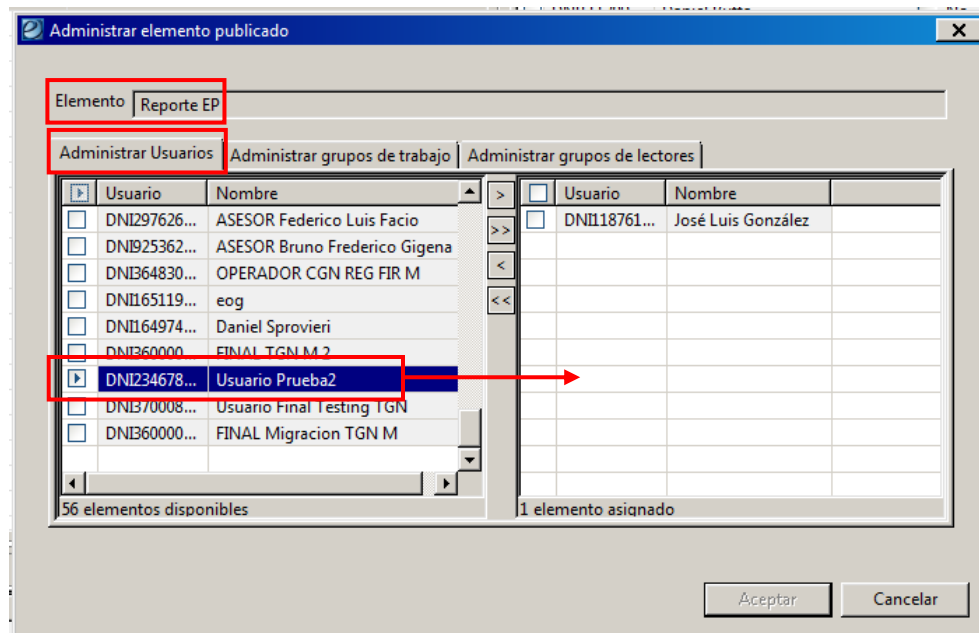 Administrar elemento publicado
Elemento Reporte EP
Administrar Usuarios Administrar grupos de trabajo Administrar grupos de lectores
Usuario Nombre > Usuario Nombre
DNI297626... ASESOR Federico Luis Facio DNI118761... José Luis González
>>
DNI925362... ASESOR Bruno Frederico Gigena
DNI364830... OPERADOR CGN REG FIR M <
DNI165119... eog <<
DNI164974... Daniel Sprovieri
DNI360000... FINAL TGN M 2
DNI234678... Usuario Prueba2
DNI370008... Usuario Final Testing TGN
DNI360000... FINAL Migracion TGN M
56 elementos disponibles 1 elemento asignado
Aceptar Cancelar